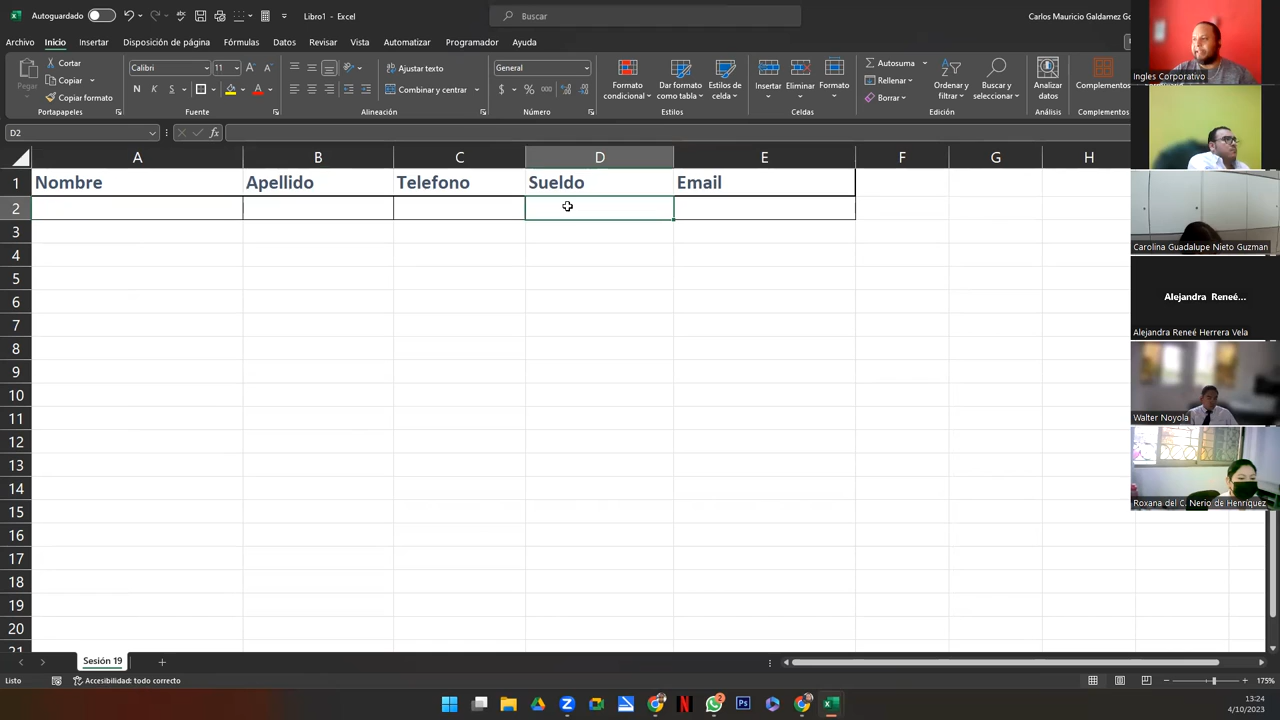 Autoguardado
Libro1 - Excel
Buscar
Carlos Mauricio Galdamez Go
Archivo Inicio Insertar Disposición de página Fórmulas Datos Revisar Vista Automatizar Programador Ayuda
Pegar
Cortar
Copiar
Copiar formato
Portapapeles
Calibri 11
N K S
Fuente
Ajustar texto
Combinar y centrar
Alineación
General
$ % 000
Número
Formato condicional
Dar formato como tabla
Estilos de celda
Estilos
Insertar Eliminar Formato
Celdas
Autosuma
Rellenar
Borrar
Ordenar y filtrar
Buscar y seleccionar
Edición
Analizar datos
Análisis
Complementos
Complementos
D2
fx
A B C D E F G H
1 Nombre Apellido Telefono Sueldo Email
2
3
4
5
6
7
8
9
10
11
12
13
14
15
16
17
18
19
20
21
Sesión 19
Listo
Accesibilidad: todo correcto
175%
13:24
4/10/2023
Ingles Corporativo
Carolina Guadalupe Nieto Guzman
Alejandra Reneé...
Alejandra Reneé Herrera Vela
Walter Noyola
Roxana del C. Nerio de Henríquez